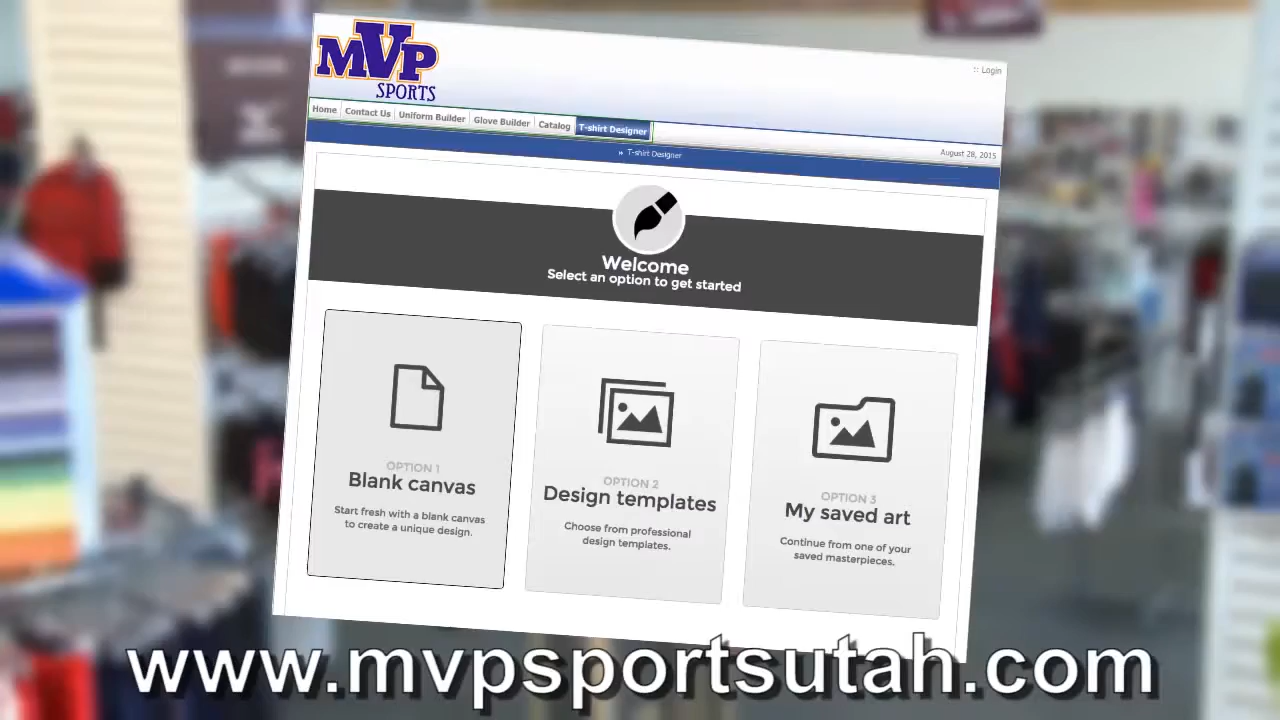 MVP
SPORTS
:: Login
Home Contact Us Uniform Builder Glove Builder Catalog T-shirt Designer
August 28, 2015
» T-shirt Designer
Welcome
Select an option to get started
OPTION 1
Blank canvas
Start fresh with a blank canvas
to create a unique design.
OPTION 2
Design templates
Choose from professional
design templates.
OPTION 3
My saved art
Continue from one of your
saved masterpieces.
www.mvpsportsutah.com